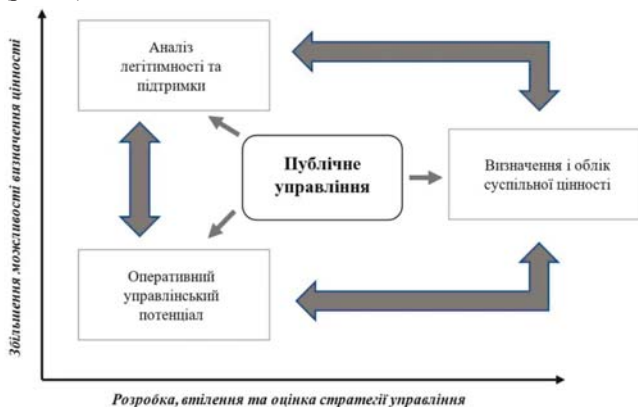 Збільшення можливості визначення цінності
Аналіз
легітимності та
підтримки
Публічне
управління
Визначення і облік
суспільної цінності
Оперативний
управлінський
потенціал
Розробка, втілення та оцінка стратегії управління